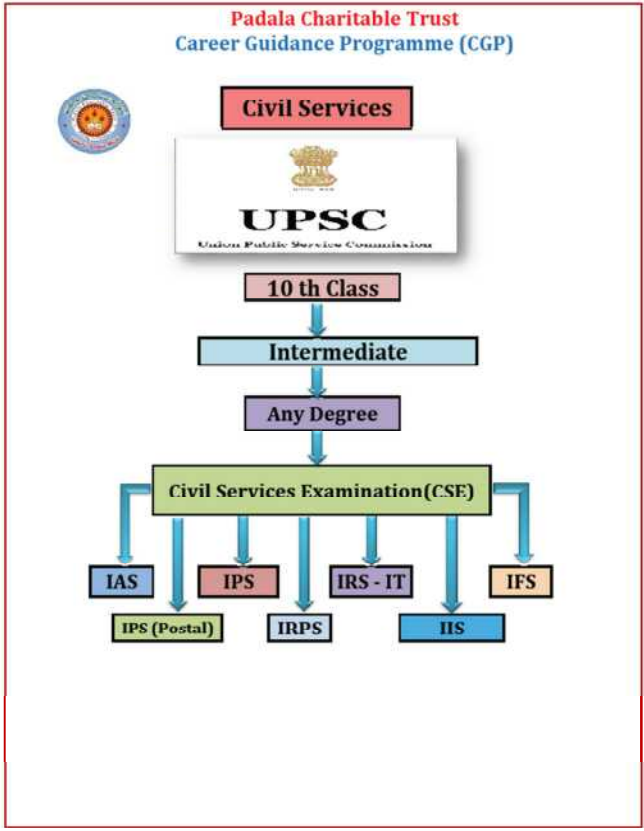 Padala Charitable Trust
Career Guidance Programme (CGP)
Civil Services
UPSC
Union Public Service Commission
10 th Class
Intermediate
Any Degree
Civil Services Examination(CSE)
IAS
IPS
IRS - IT
IFS
IPS (Postal)
IRPS
IIS